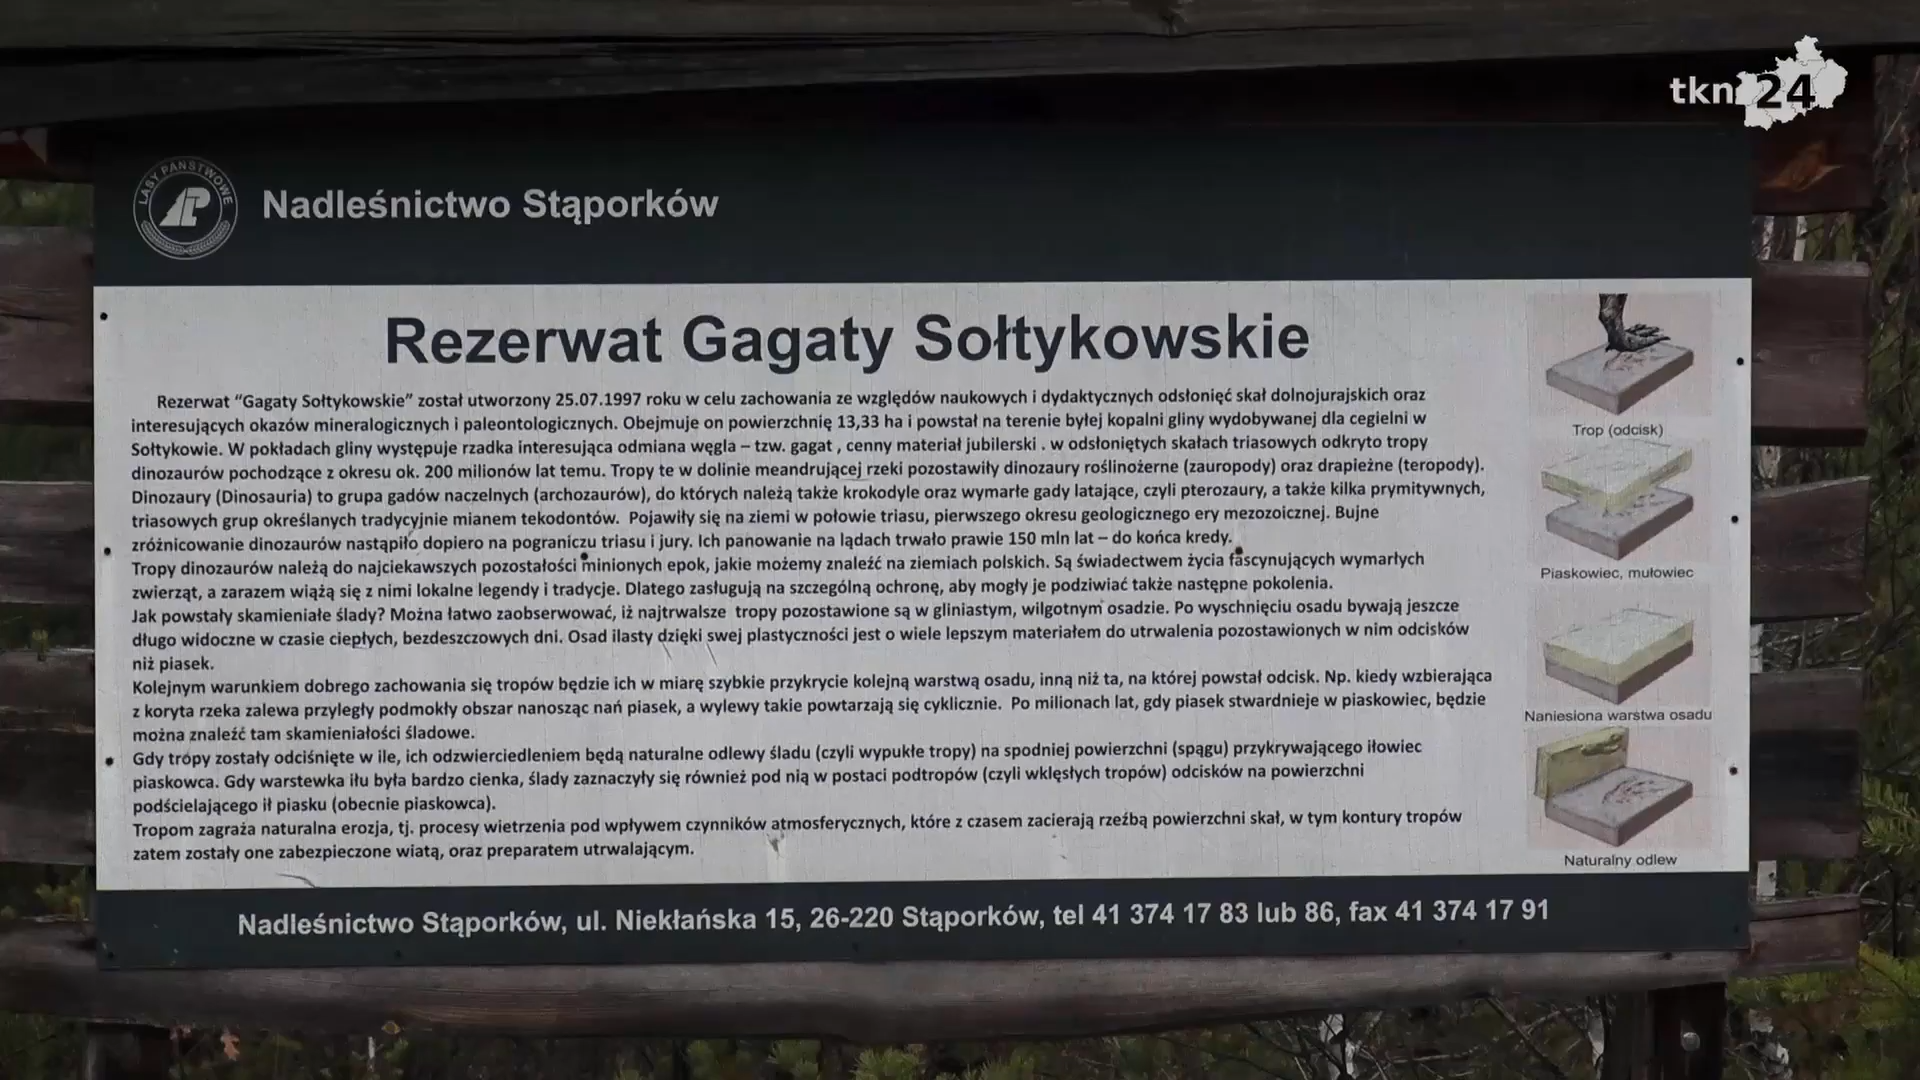 tkn24
LASY PAŃSTWOWE
Nadleśnictwo Stąporków
Rezerwat Gagaty Sołtykowskie
Rezerwat “Gagaty Sołtykowskie” został utworzony 25.07.1997 roku w celu zachowania ze względów naukowych i dydaktycznych odsłonięć skał dolnojurajskich oraz
interesujących okazów mineralogicznych i paleontologicznych. Obejmuje on powierzchnię 13,33 ha i powstał na terenie byłej kopalni gliny wydobywanej dla cegielni w
Sołtykowie. W pokładach gliny występuje rzadka interesująca odmiana węgla – tzw. gagat , cenny materiał jubilerski . w odsłoniętych skałach triasowych odkryto tropy
dinozaurów pochodzące z okresu ok. 200 milionów lat temu. Tropy te w dolinie meandrującej rzeki pozostawiły dinozaury roślinożerne (zauropody) oraz drapieżne (teropody).
Dinozaury (Dinosauria) to grupa gadów naczelnych (archozaurów), do których należą także krokodyle oraz wymarłe gady latające, czyli pterozaury, a także kilka prymitywnych,
triasowych grup określanych tradycyjnie mianem tekodontów. Pojawiły się na ziemi w połowie triasu, pierwszego okresu geologicznego ery mezozoicznej. Bujne
zróżnicowanie dinozaurów nastąpiło dopiero na pograniczu triasu i jury. Ich panowanie na lądach trwało prawie 150 mln lat – do końca kredy.
Tropy dinozaurów należą do najciekawszych pozostałości minionych epok, jakie możemy znaleźć na ziemiach polskich. Są świadectwem życia fascynujących wymarłych
zwierząt, a zarazem wiążą się z nimi lokalne legendy i tradycje. Dlatego zasługują na szczególną ochronę, aby mogły je podziwiać także następne pokolenia.
Jak powstały skamieniałe ślady? Można łatwo zaobserwować, iż najtrwalsze tropy pozostawione są w gliniastym, wilgotnym osadzie. Po wyschnięciu osadu bywają jeszcze
długo widoczne w czasie ciepłych, bezdeszczowych dni. Osad ilasty dzięki swej plastyczności jest o wiele lepszym materiałem do utrwalenia pozostawionych w nim odcisków
niż piasek.
Kolejnym warunkiem dobrego zachowania się tropów będzie ich w miarę szybkie przykrycie kolejną warstwą osadu, inną niż ta, na której powstał odcisk. Np. kiedy wzbierająca
z koryta rzeka zalewa przyległy podmokły obszar nanosząc nań piasek, a wylewy takie powtarzają się cyklicznie. Po milionach lat, gdy piasek stwardnieje w piaskowiec, będzie
można znaleźć tam skamieniałości śladowe.
Gdy tropy zostały odciśnięte w ile, ich odzwierciedleniem będą naturalne odlewy śladu (czyli wypukłe tropy) na spodniej powierzchni (spągu) przykrywającego iłowiec
piaskowca. Gdy warstewka iłu była bardzo cienka, ślady zaznaczyły się również pod nią w postaci podtropów (czyli wklęsłych tropów) odcisków na powierzchni
podścielającego ił piasku (obecnie piaskowca).
Tropom zagraża naturalna erozja, tj. procesy wietrzenia pod wpływem czynników atmosferycznych, które z czasem zacierają rzeźbą powierzchni skał, w tym kontury tropów
zatem zostały one zabezpieczone wiatą, oraz preparatem utrwalającym.
Trop (odcisk)
Piaskowiec, mułowiec
Naniesiona warstwa osadu
Naturalny odlew
Nadleśnictwo Stąporków, ul. Niekłańska 15, 26-220 Stąporków, tel 41 374 17 83 lub 86, fax 41 374 17 91